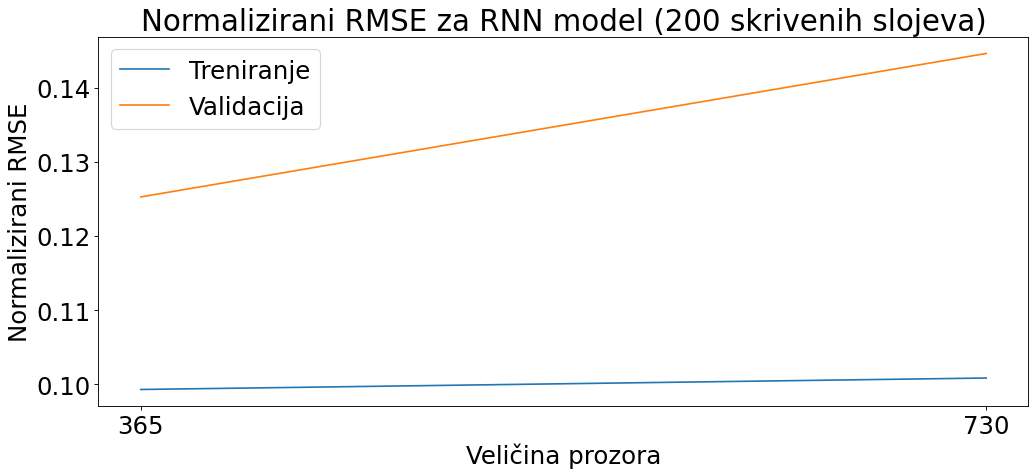 Normalizirani RMSE za RNN model (200 skrivenih slojeva)
Treniranje
Validacija
Normalizirani RMSE
0.14
0.13
0.12
0.11
0.10
365
730
Veličina prozora